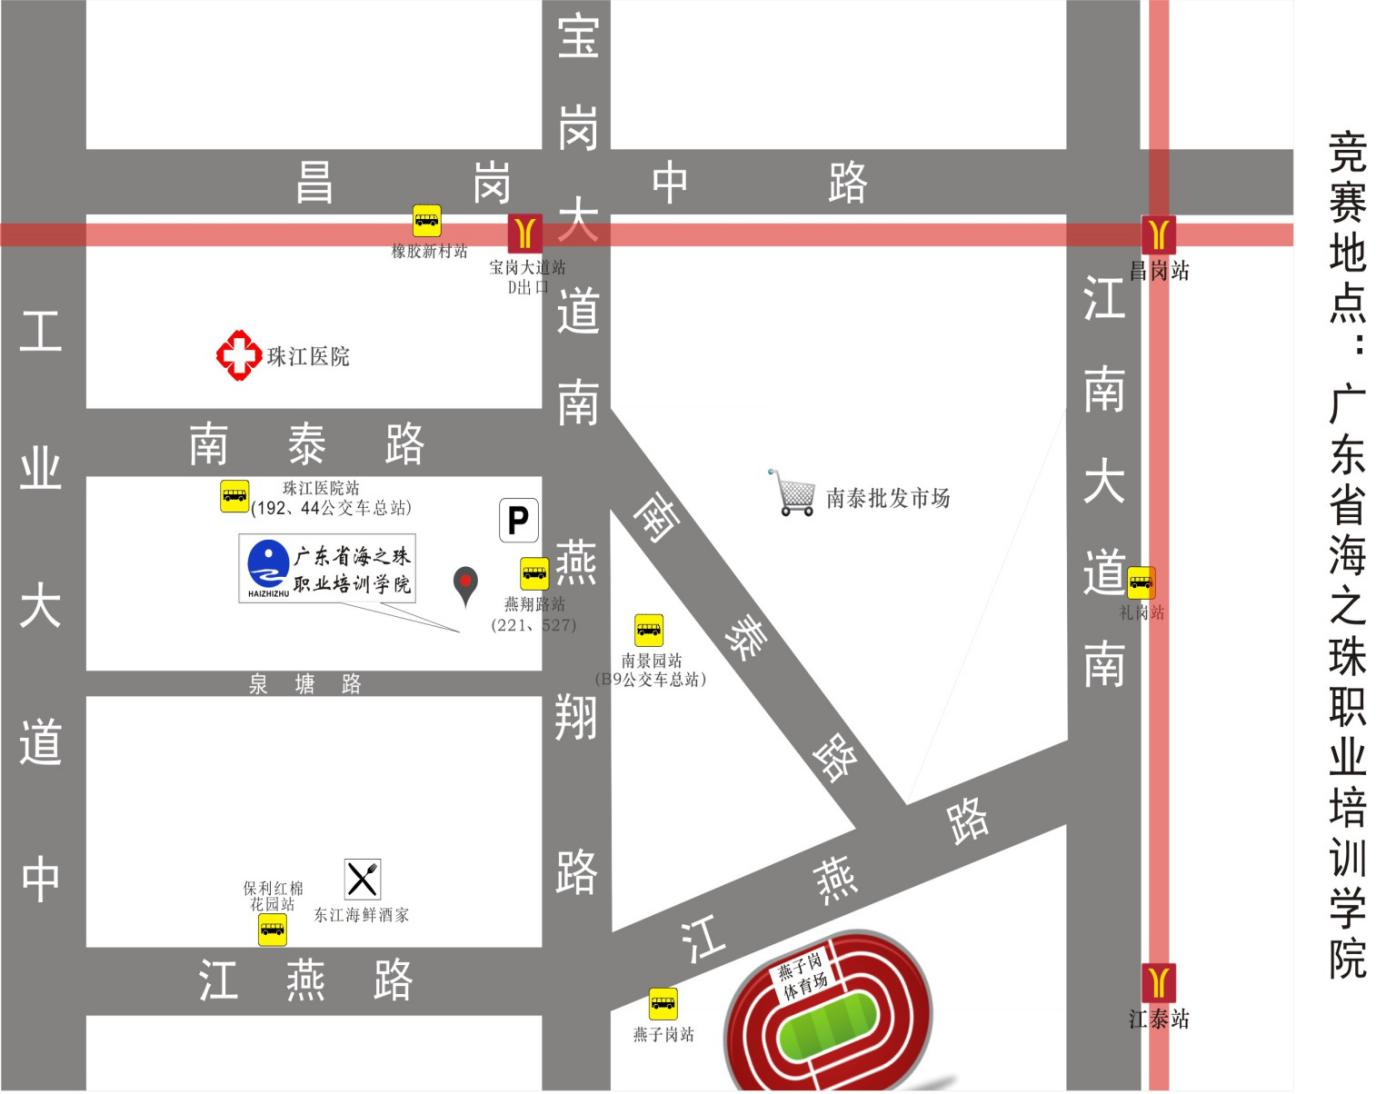 宝岗大道南
昌岗中路
橡胶新村站
宝岗大道站
D出口
昌岗站
工业大道中
珠江医院
江南大道南
南泰路
珠江医院站
(192、44公交车总站)
P
南泰批发市场
南泰路
广东省海之珠
职业培训学院
HAIZHIZHU
燕翔路
燕翔路站
(221、527)
礼岗站
南景园站
(B9公交车总站)
泉塘路
保利红棉
花园站
东江海鲜酒家
江燕路
江燕路
燕子岗
体育场
燕子岗站
江泰站
竞赛地点：广东省海之珠职业培训学院